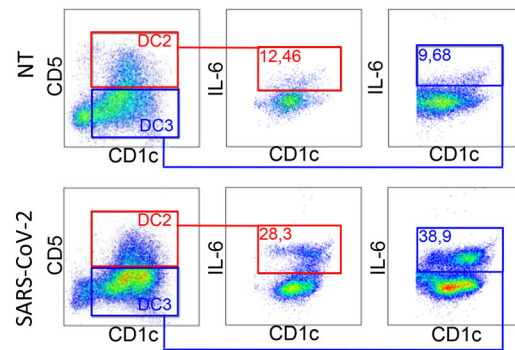 NT
CD5
DC2
DC3
CD1c
IL-6
12,46
CD1c
IL-6
9,68
CD1c
SARS-CoV-2
CD5
DC2
DC3
CD1c
IL-6
28,3
CD1c
IL-6
38,9
CD1c